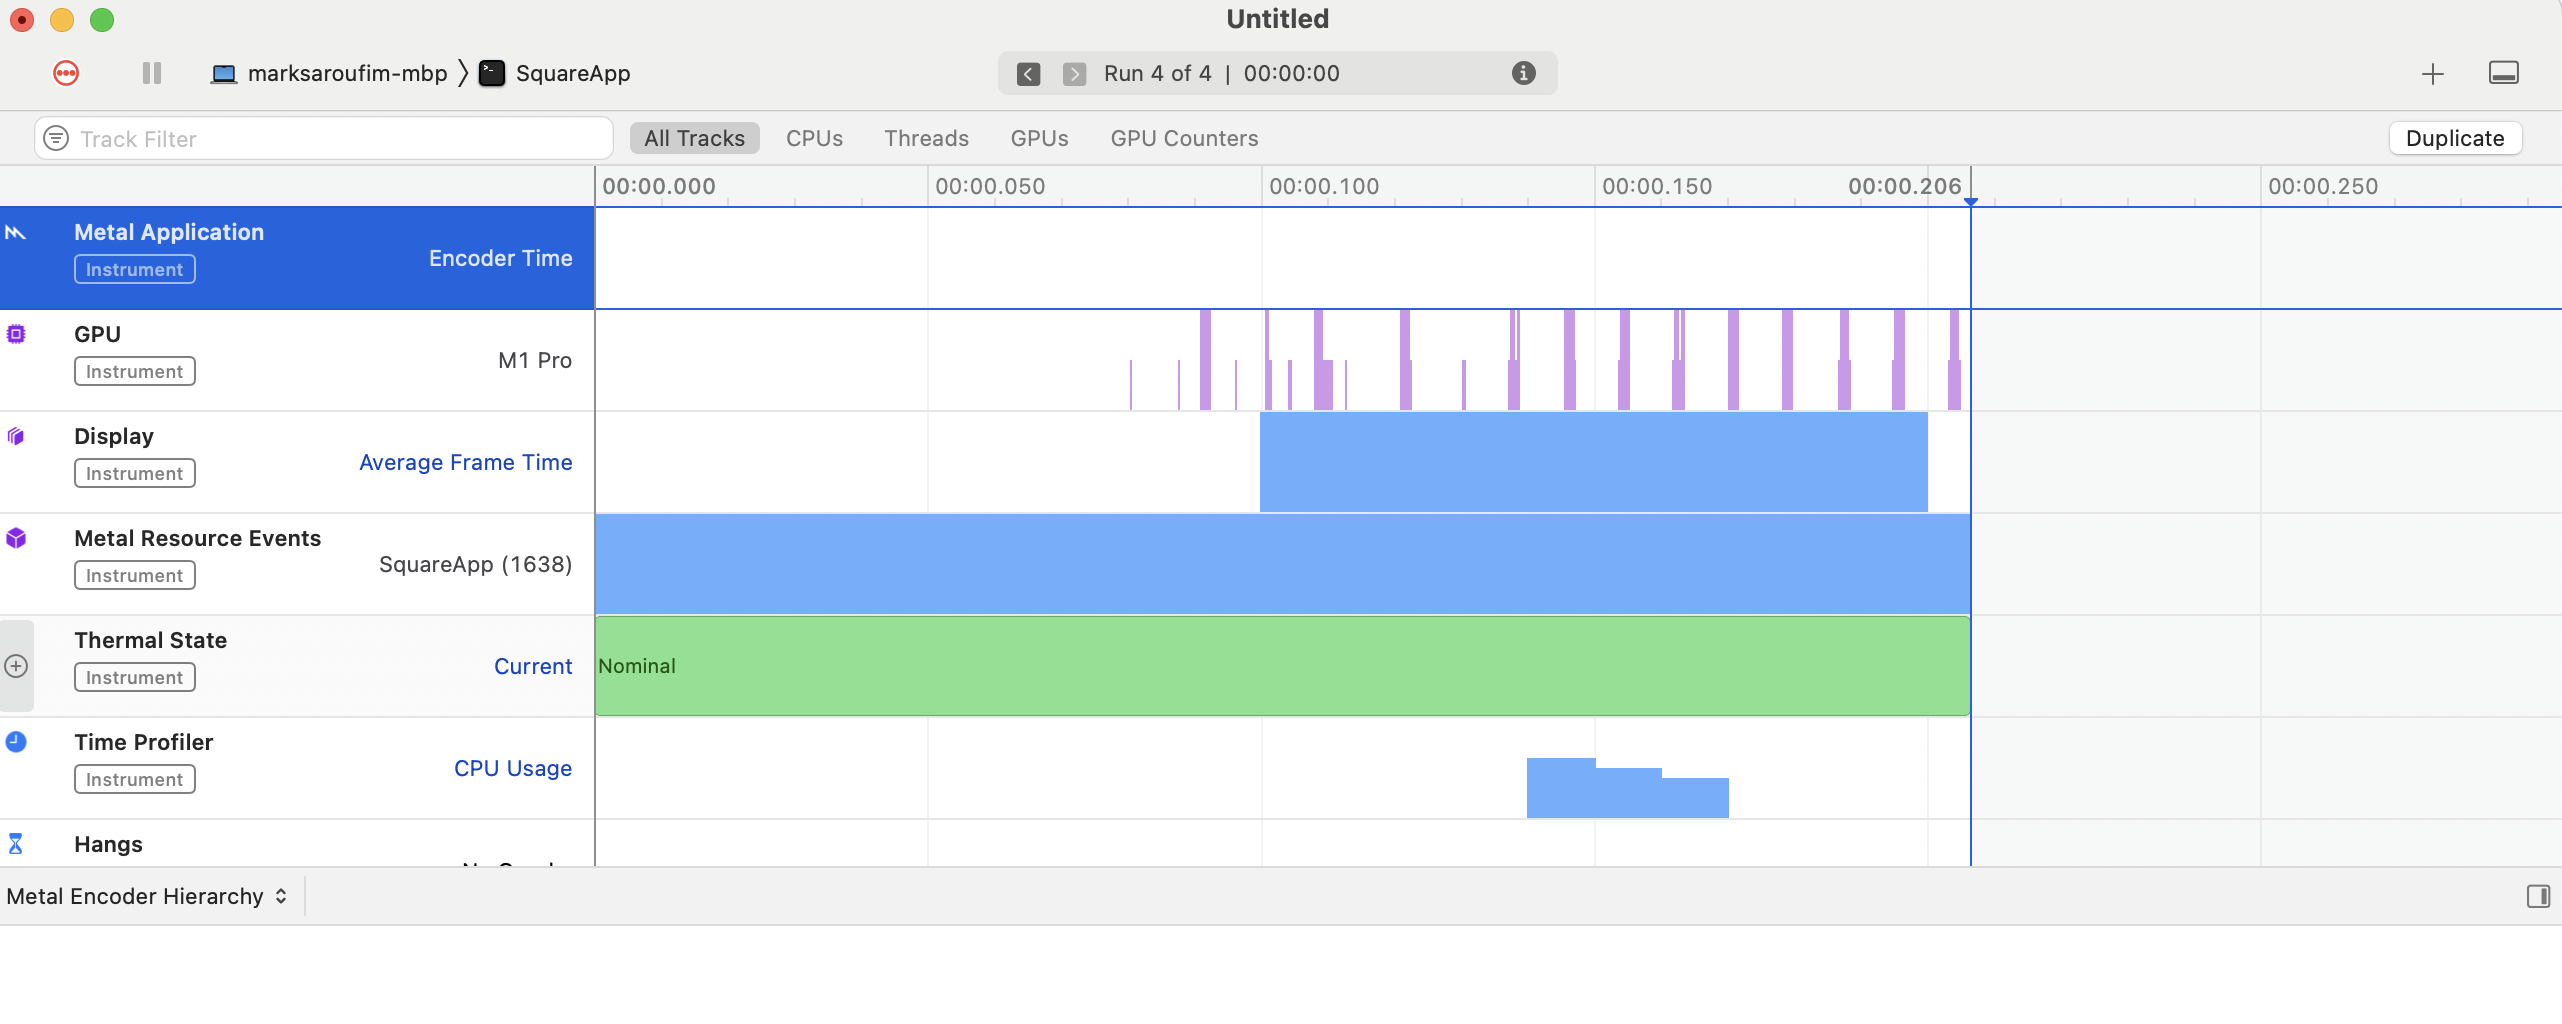 Untitled
marksaroufim-mbp SquareApp
Run 4 of 4 | 00:00:00
Track Filter
All Tracks CPUs Threads GPUs GPU Counters
Duplicate
00:00.000 00:00.050 00:00.100 00:00.150 00:00.206 00:00.250
Metal Application
Instrument
Encoder Time
GPU
Instrument
M1 Pro
Display
Instrument
Average Frame Time
Metal Resource Events
Instrument
SquareApp (1638)
Thermal State
Instrument
Current
Nominal
Time Profiler
Instrument
CPU Usage
Hangs
Metal Encoder Hierarchy